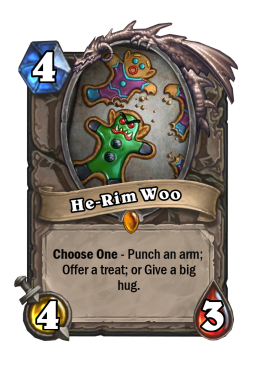 4
He-Rim Woo
Choose One - Punch an arm;
Offer a treat; or Give a big
hug.
4
3